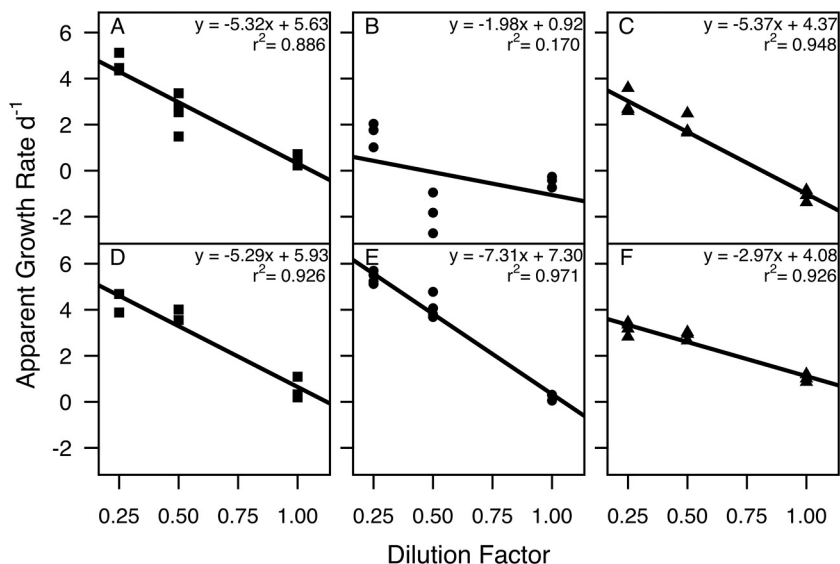 A
y = -5.32x + 5.63
r²= 0.886
B
y = -1.98x + 0.92
r²= 0.170
C
y = -5.37x + 4.37
r²= 0.948
6
4
2
0
-2
D
y = -5.29x + 5.93
r²= 0.926
E
y = -7.31x + 7.30
r²= 0.971
F
y = -2.97x + 4.08
r²= 0.926
6
4
2
0
-2
Apparent Growth Rate d⁻¹
0.25 0.50 0.75 1.00 0.25 0.50 0.75 1.00 0.25 0.50 0.75 1.00
Dilution Factor